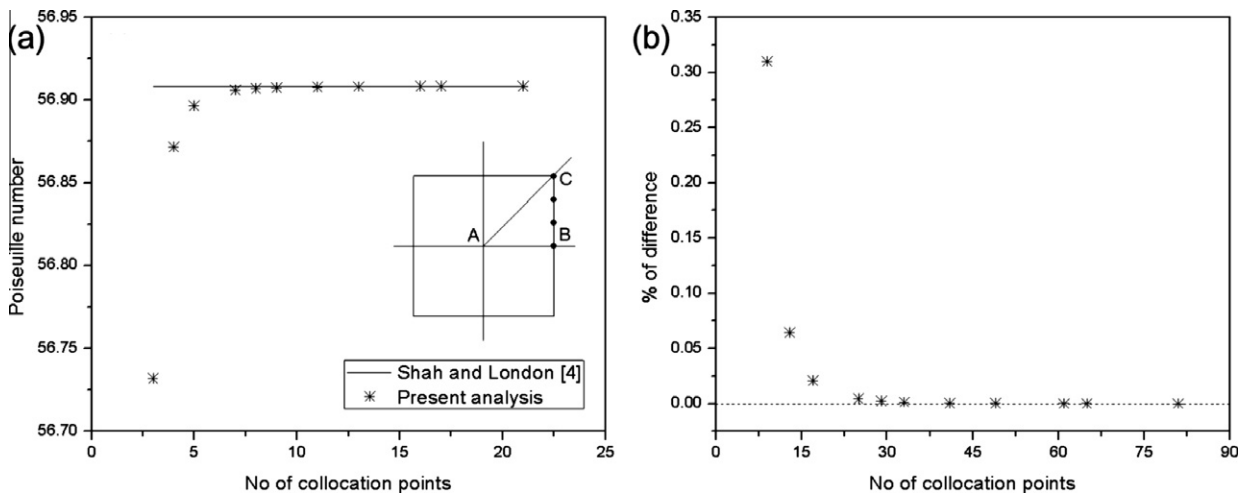 (a)
56.95
56.90
56.85
56.80
56.75
56.70
Poiseuille number
0 5 10 15 20 25
No of collocation points
A
B
C
Shah and London [4]
Present analysis
(b)
0.35
0.30
0.25
0.20
0.15
0.10
0.05
0.00
% of difference
0 15 30 45 60 75 90
No of collocation points